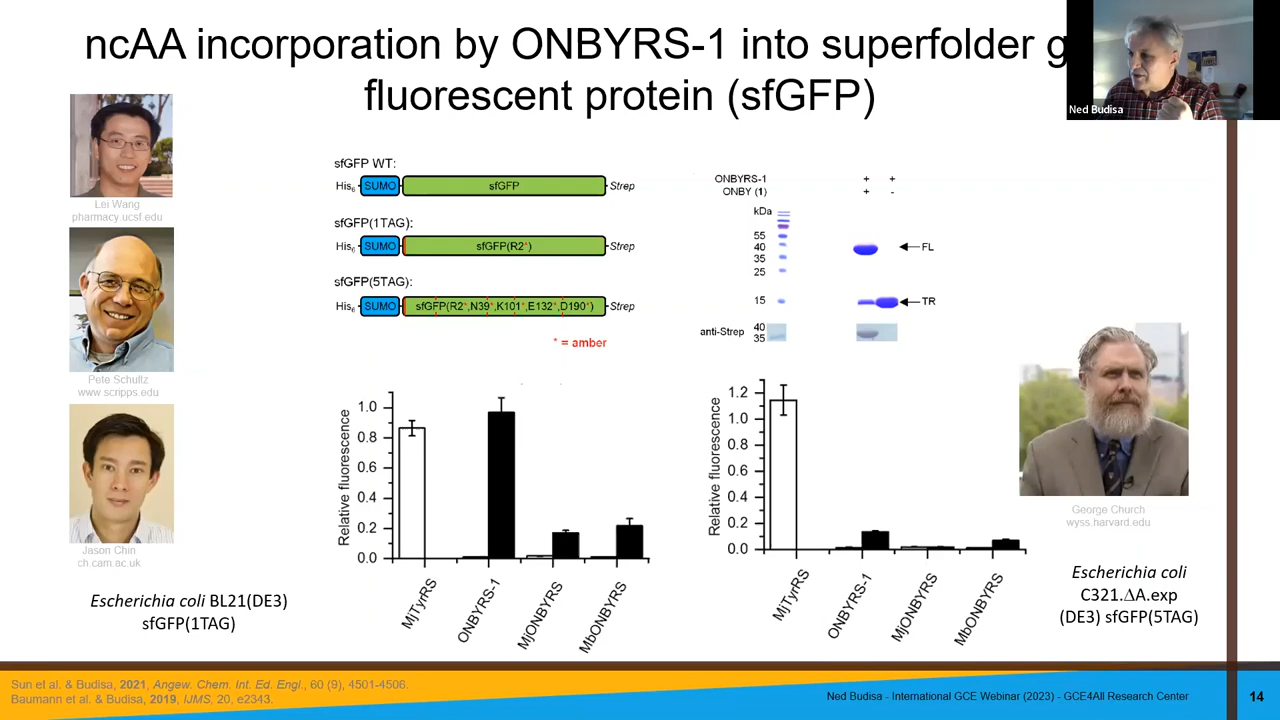 ncAA incorporation by ONBYRS-1 into superfolder g
fluorescent protein (sfGFP)
Ned Budisa
Lei Wang
pharmacy.ucsf.edu
Pete Schultz
www scripps.edu
Jason Chin
ch cam.ac.uk
Escherichia coli BL21(DE3)
sfGFP(1TAG)
sfGFP WT:
His6 SUMO sfGFP Strep
sfGFP(1TAG):
His6 SUMO sfGFP(R2*) Strep
sfGFP(5TAG):
His6 SUMO sfGFP(R2*,N39*,K101*,E132*,D190*) Strep
* = amber
ONBYRS-1 + +
ONBY (1) + -
kDa
55
40
35
25
15
FL
TR
anti-Strep
40
35
Relative fluorescence
1.0
0.8
0.6
0.4
0.2
0.0
MjTyrRS
ONBYRS-1
MjONBYRS
MbONBYRS
Relative fluorescence
1.2
1.0
0.8
0.6
0.4
0.2
0.0
MjTyrRS
ONBYRS-1
MjONBYRS
MbONBYRS
George Church
wyss harvard.edu
Escherichia coli
C321.ΔA.exp
(DE3) sfGFP(5TAG)
Sun et al. & Budisa, 2021, Angew. Chem. Int. Ed. Engl., 60 (9), 4501-4506.
Baumann et al. & Budisa, 2019, IJMS, 20. e2343.
Ned Budisa - International GCE Webinar (2023) - GCE4All Research Center
14